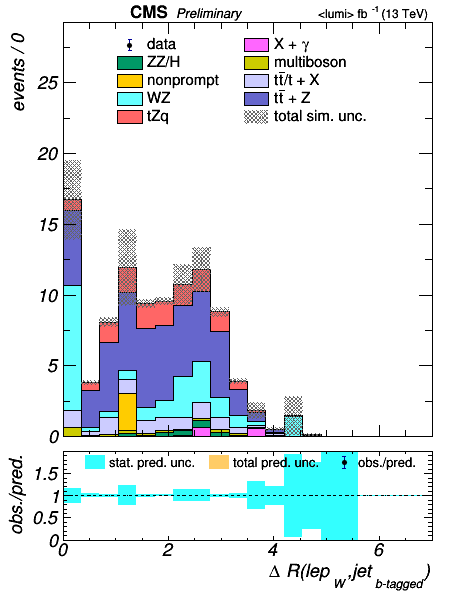 CMS Preliminary <lumi> fb⁻¹ (13 TeV)
events / 0
data X + γ
ZZ/H multiboson
nonprompt tt̄/t + X
WZ tt̄ + Z
tZq total sim. unc.
25
20
15
10
5
0
obs./pred.
stat. pred. unc. total pred. unc. obs./pred.
1.5
1
0.5
0
0 2 4 6
Δ R(lep_W, jet_b-tagged)